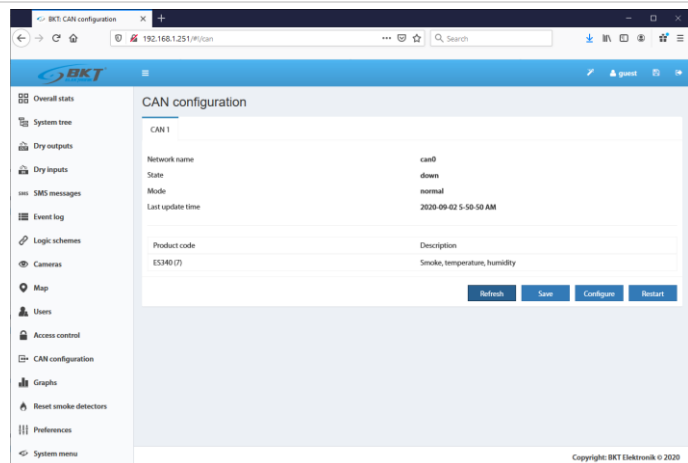 BKT: CAN configuration
192.168.1.251/#!/can
Search
BKT
guest
Overall stats
System tree
Dry outputs
Dry inputs
SMS SMS messages
Event log
Logic schemes
Cameras
Map
Users
Access control
CAN configuration
Graphs
Reset smoke detectors
Preferences
System menu
CAN configuration
CAN 1
Network name can0
State down
Mode normal
Last update time 2020-09-02 5-50-50 AM
Product code Description
ES340 (7) Smoke, temperature, humidity
Refresh Save Configure Restart
Copyright: BKT Elektronik © 2020